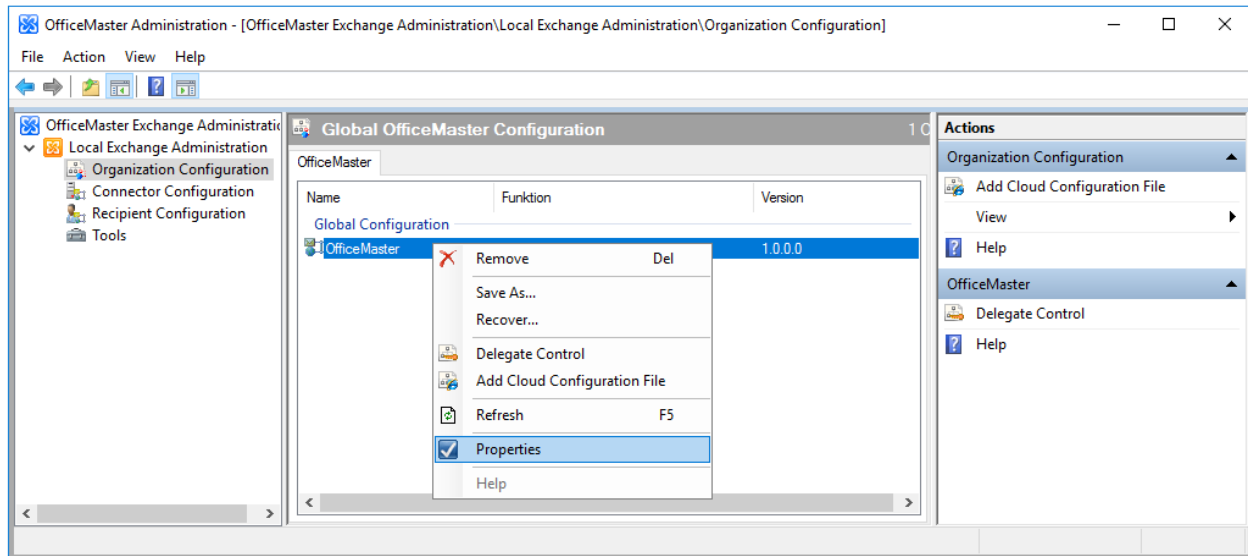 OfficeMaster Administration - [OfficeMaster Exchange Administration\Local Exchange Administration\Organization Configuration]
File Action View Help
OfficeMaster Exchange Administratic
Local Exchange Administration
Organization Configuration
Connector Configuration
Recipient Configuration
Tools
Global OfficeMaster Configuration 1 O
OfficeMaster
Name Funktion Version
Global Configuration
OfficeMaster 1.0.0.0
Remove Del
Save As...
Recover...
Delegate Control
Add Cloud Configuration File
Refresh F5
Properties
Help
Actions
Organization Configuration
Add Cloud Configuration File
View
Help
OfficeMaster
Delegate Control
Help